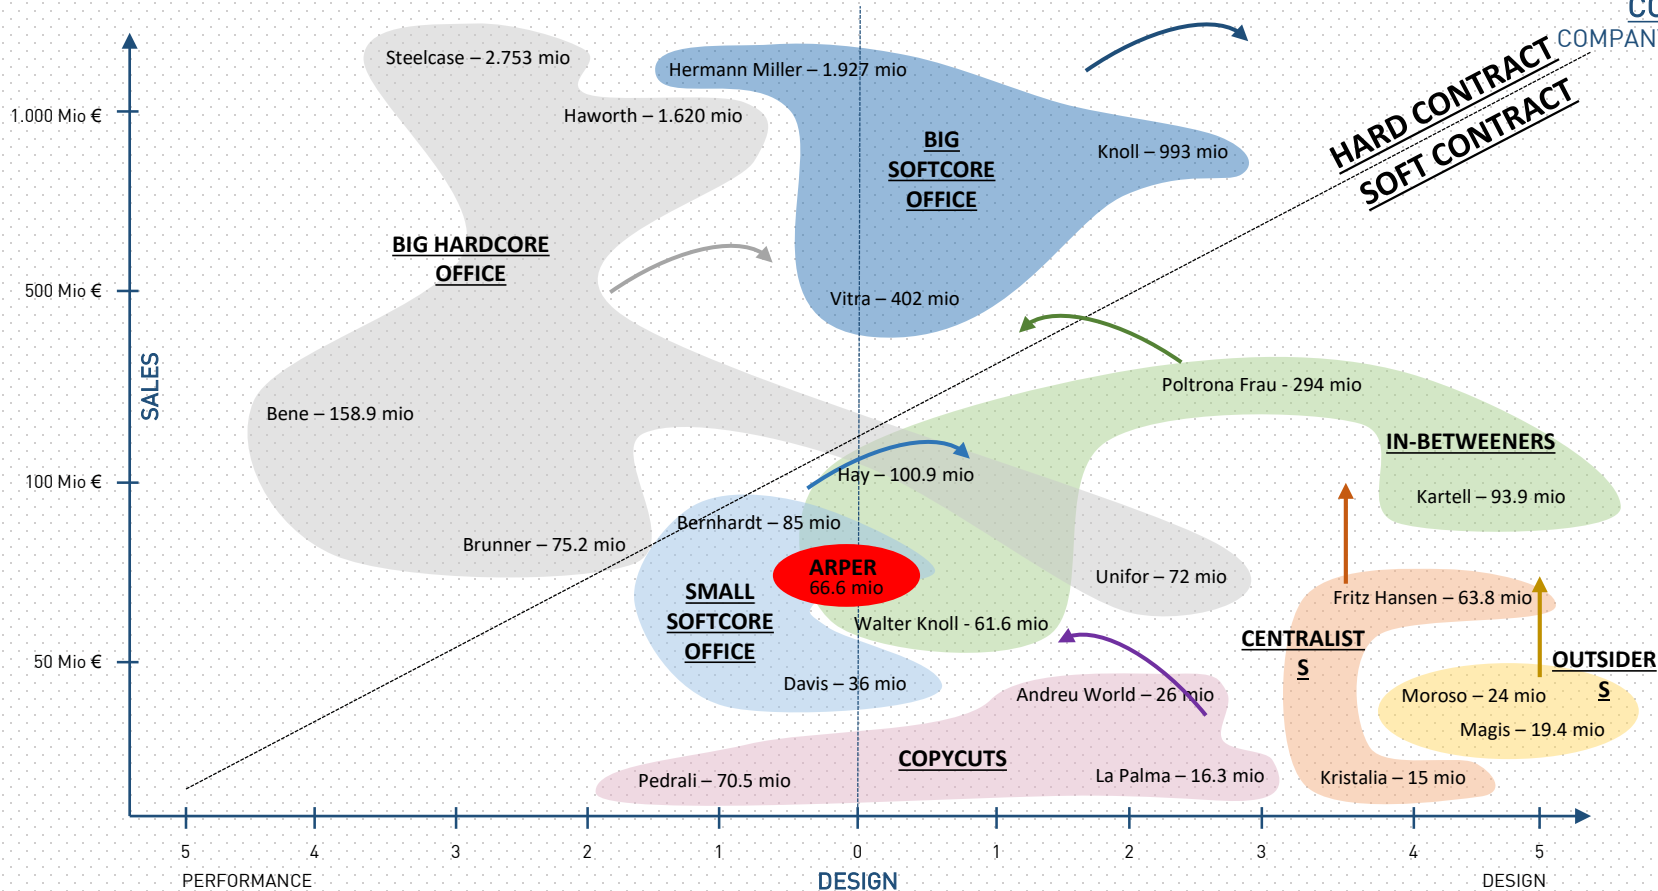 CO
COMPANY
HARD CONTRACT
SOFT CONTRACT
Steelcase – 2.753 mio
Hermann Miller – 1.927 mio
1.000 Mio €
Haworth – 1.620 mio
BIG
SOFTCORE
OFFICE
Knoll – 993 mio
BIG HARDCORE
OFFICE
500 Mio €
Vitra – 402 mio
SALES
Poltrona Frau - 294 mio
Bene – 158.9 mio
IN-BETWEENERS
100 Mio €
Hay – 100.9 mio
Kartell – 93.9 mio
Bernhardt – 85 mio
Brunner – 75.2 mio
ARPER
66.6 mio
Unifor – 72 mio
SMALL
SOFTCORE
OFFICE
Fritz Hansen – 63.8 mio
Walter Knoll - 61.6 mio
CENTRALIST
S
50 Mio €
OUTSIDER
S
Davis – 36 mio
Andreu World – 26 mio
Moroso – 24 mio
Magis – 19.4 mio
COPYCUTS
Pedrali – 70.5 mio
La Palma – 16.3 mio
Kristalia – 15 mio
5 4 3 2 1 0 1 2 3 4 5
PERFORMANCE
DESIGN
DESIGN